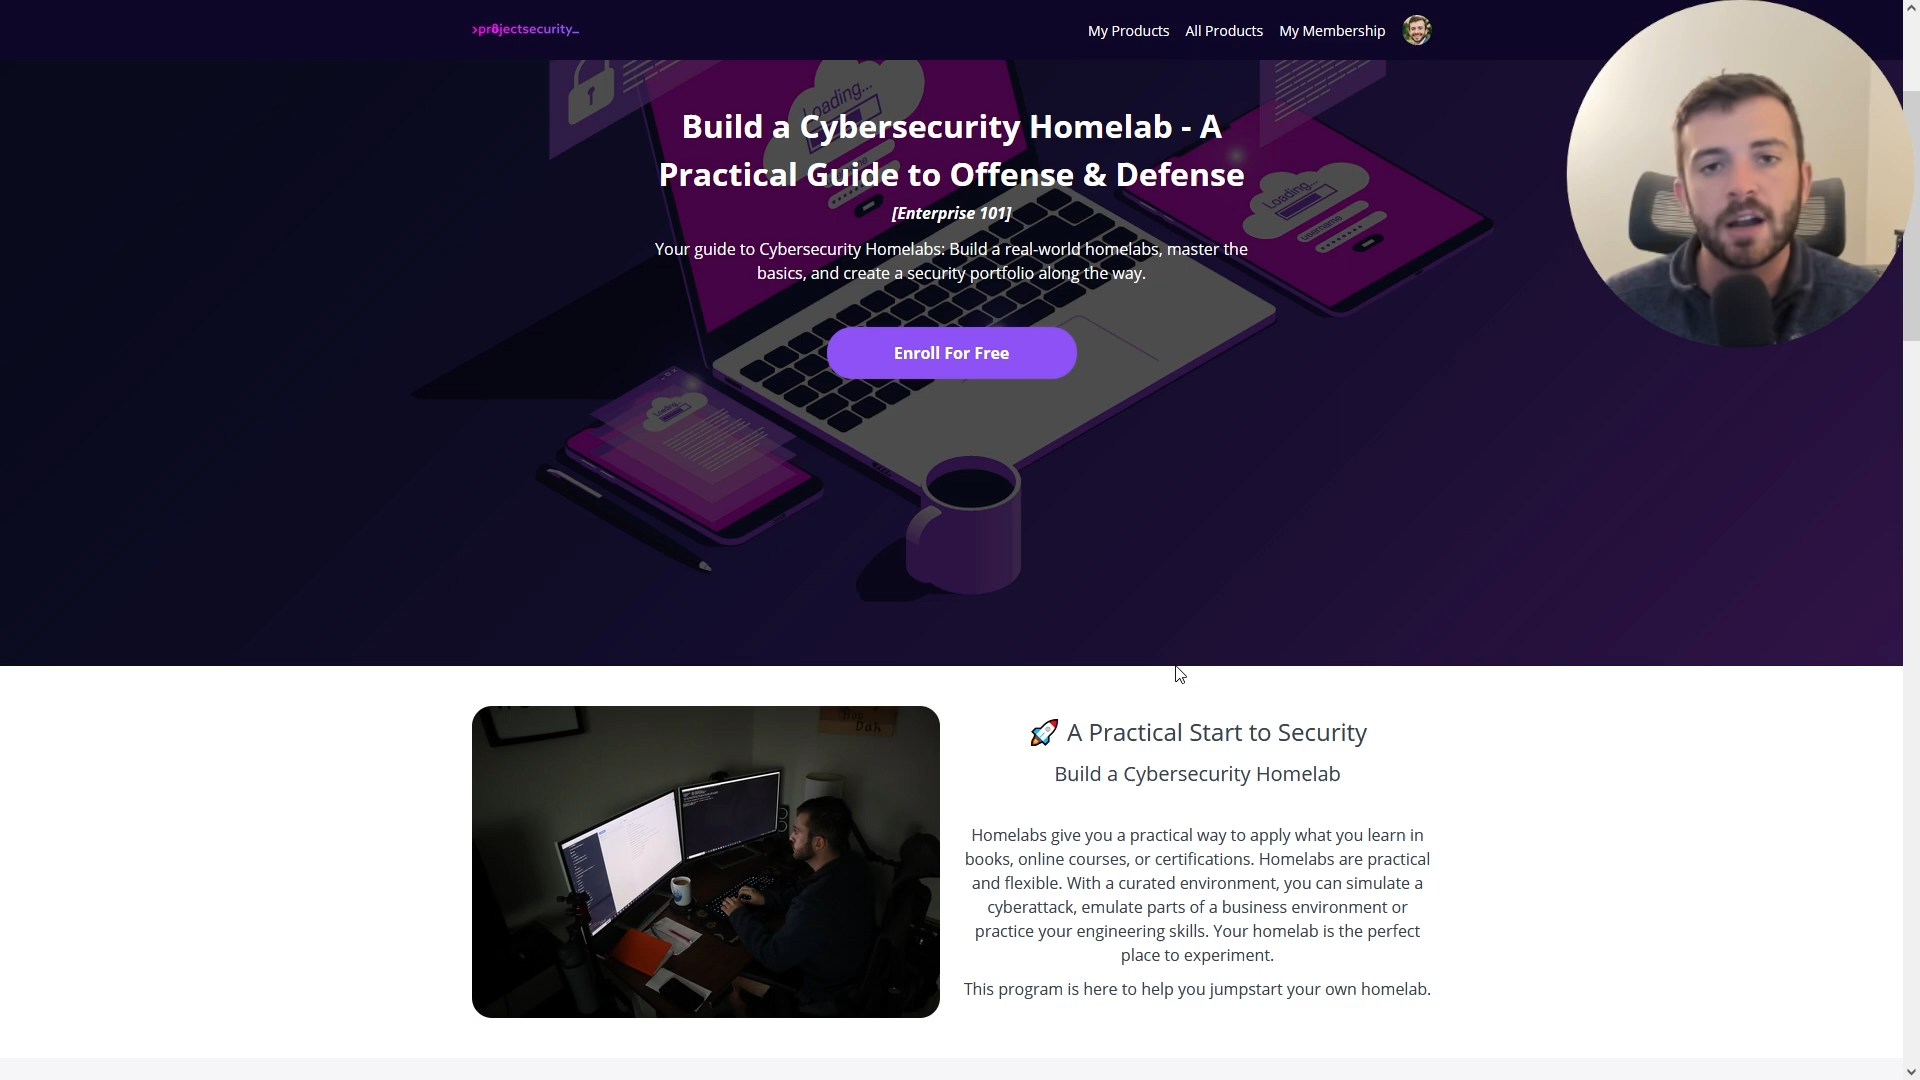 >pr0jectsecurity_
My Products
All Products
My Membership
Loading...
Loading...
username
Loading...
Build a Cybersecurity Homelab - A
Practical Guide to Offense & Defense
[Enterprise 101]
Your guide to Cybersecurity Homelabs: Build a real-world homelabs, master the
basics, and create a security portfolio along the way.
Enroll For Free
🚀 A Practical Start to Security
Build a Cybersecurity Homelab
Homelabs give you a practical way to apply what you learn in
books, online courses, or certifications. Homelabs are practical
and flexible. With a curated environment, you can simulate a
cyberattack, emulate parts of a business environment or
practice your engineering skills. Your homelab is the perfect
place to experiment.
This program is here to help you jumpstart your own homelab.